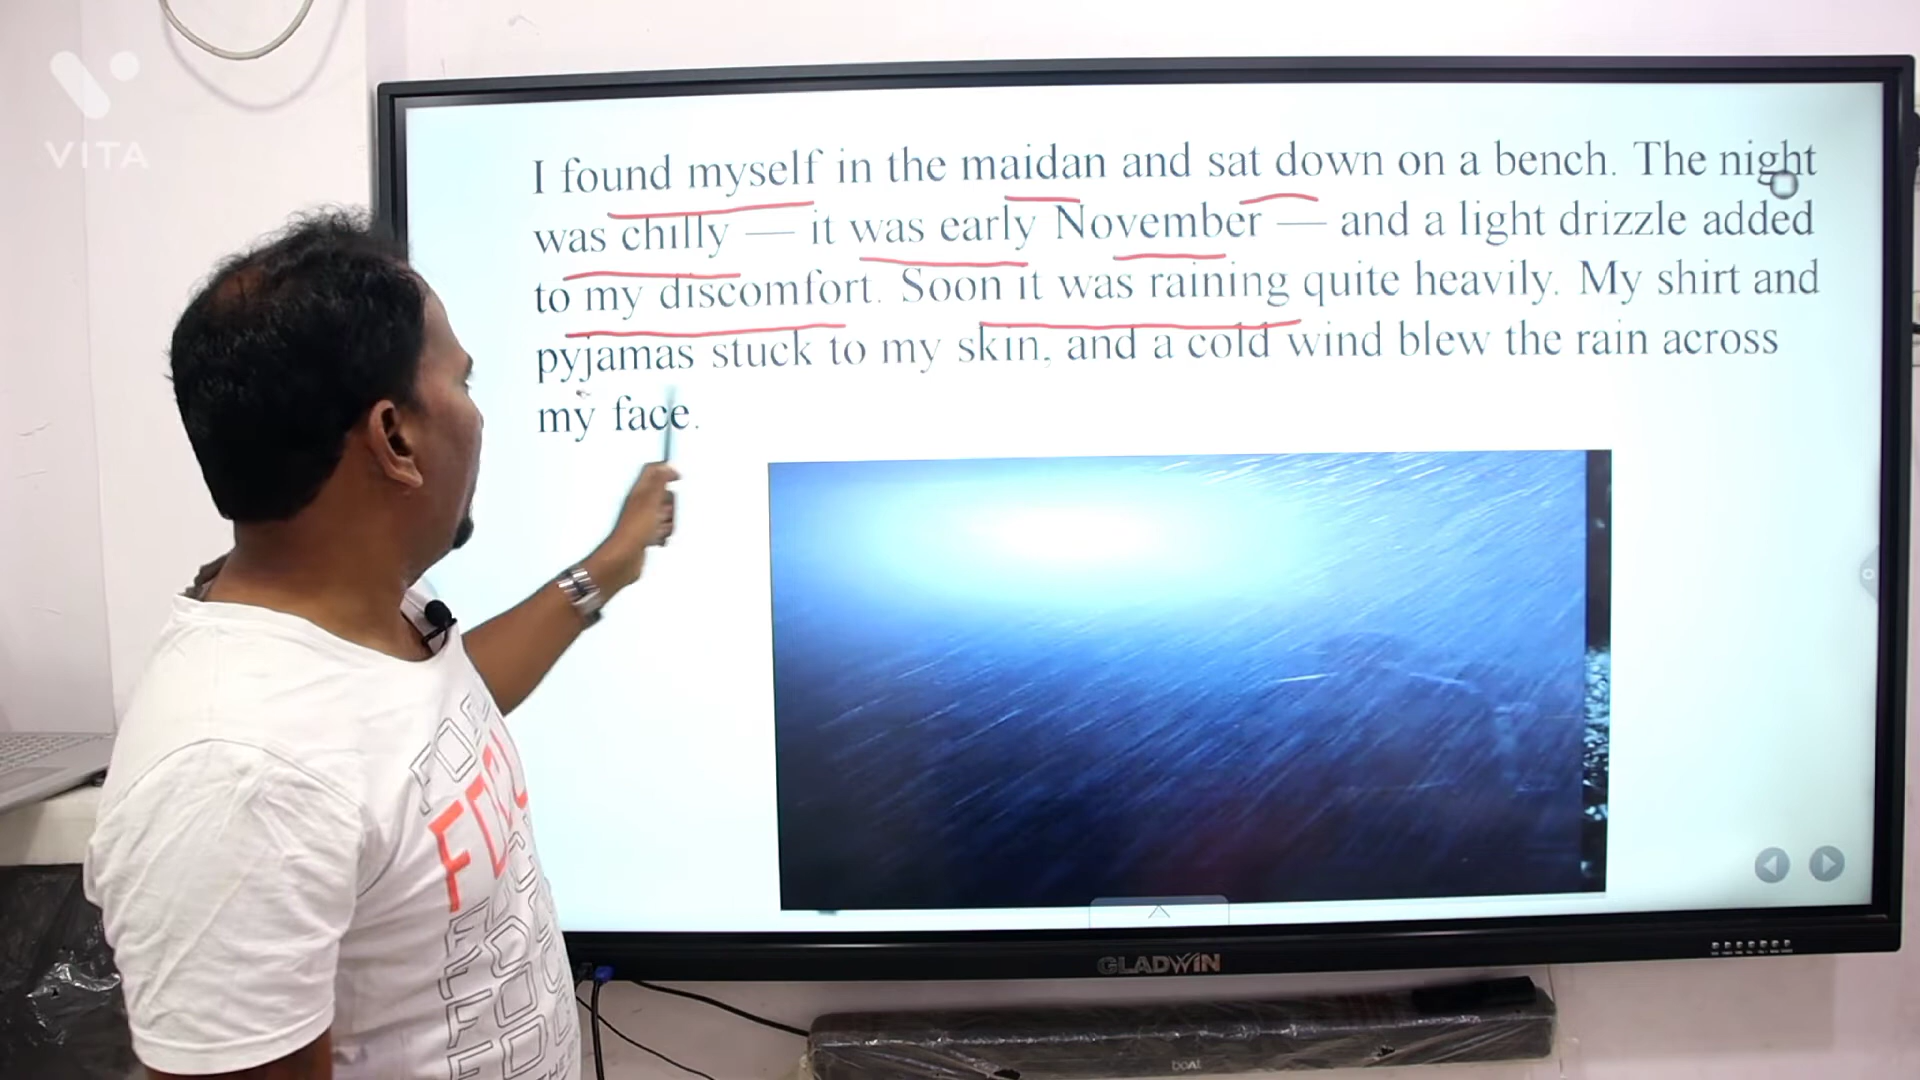 VITA
I found myself in the maidan and sat down on a bench. The night
was chilly — it was early November — and a light drizzle added
to my discomfort. Soon it was raining quite heavily. My shirt and
pyjamas stuck to my skin, and a cold wind blew the rain across
my face.
GLADWIN
boAt